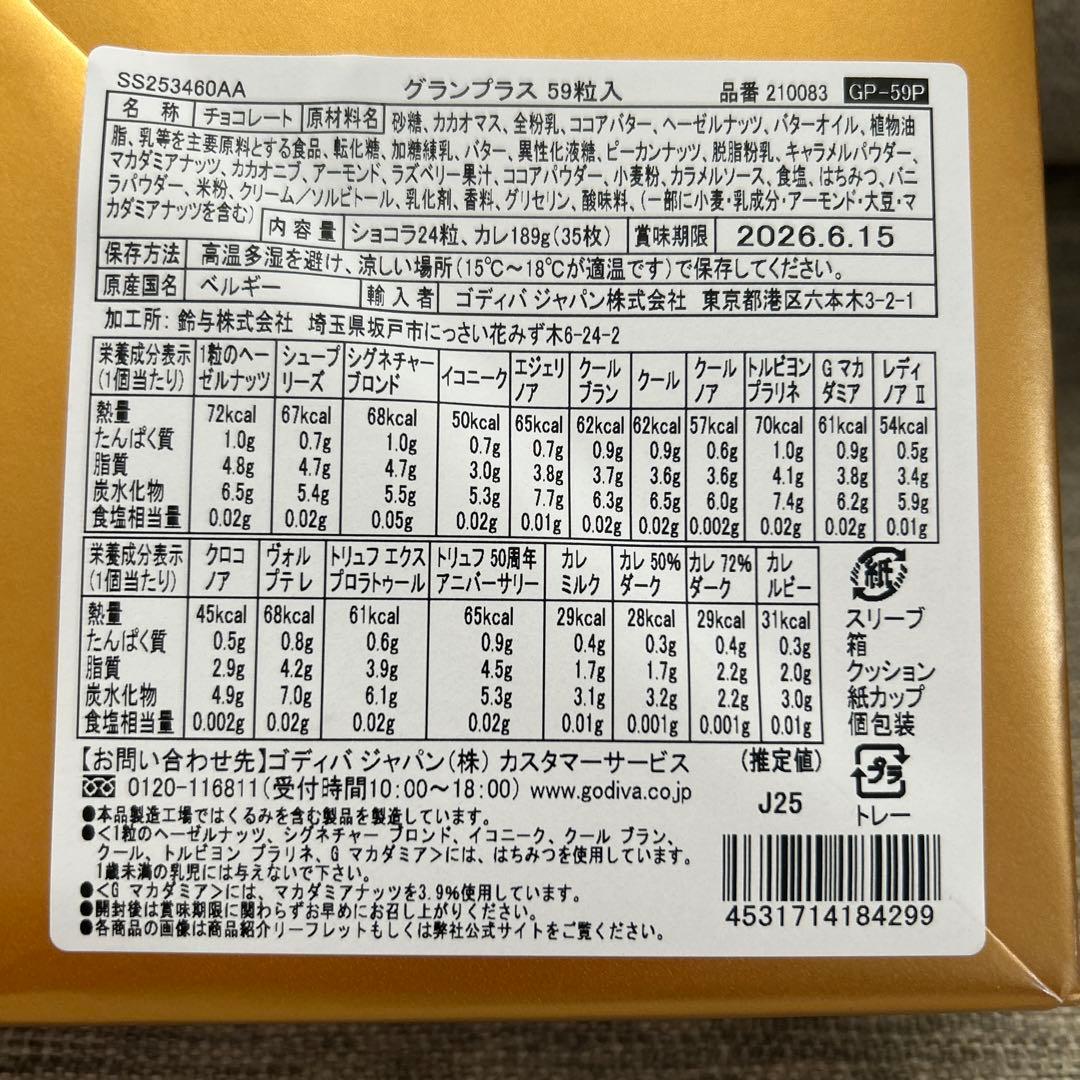 SS253460AA グランプラス 59粒入 品番 210083 GP-59P
名 称 チョコレート 原材料名 砂糖、カカオマス、全粉乳、ココアバター、ヘーゼルナッツ、バターオイル、植物油
脂、乳等を主要原料とする食品、転化糖、加糖練乳、バター、異性化液糖、ピーカンナッツ、脱脂粉乳、キャラメルパウダー、
マカダミアナッツ、カカオニブ、アーモンド、ラズベリー果汁、ココアパウダー、小麦粉、カラメルソース、食塩、はちみつ、バニ
ラパウダー、米粉、クリーム／ソルビトール、乳化剤、香料、グリセリン、酸味料、(一部に小麦・乳成分・アーモンド・大豆・マ
カダミアナッツを含む)
内 容 量 ショコラ24粒、カレ189g(35枚) 賞味期限 2026.6.15
保存方法 高温多湿を避け、涼しい場所(15℃〜18℃が適温です)で保存してください。
原産国名 ベルギー 輸 入 者 ゴディバ ジャパン株式会社 東京都港区六本木3-2-1
加工所: 鈴与株式会社 埼玉県坂戸市にっさい花みず木6-24-2
栄養成分表示 1粒のヘー シュープ シグネチャー イコニーク エジェリ クール クール クール トルビヨン G マカ レディ
(1個当たり) ゼルナッツ リーズ ブロンド ノア ブラン ノア プラリネ ダミア ノア Ⅱ
熱量 72kcal 67kcal 68kcal 50kcal 65kcal 62kcal 62kcal 57kcal 70kcal 61kcal 54kcal
たんぱく質 1.0g 0.7g 1.0g 0.7g 0.7g 0.9g 0.9g 0.6g 1.0g 0.9g 0.5g
脂質 4.8g 4.7g 4.7g 3.0g 3.8g 3.7g 3.6g 3.6g 4.1g 3.8g 3.4g
炭水化物 6.5g 5.4g 5.5g 5.3g 7.7g 6.3g 6.5g 6.0g 7.4g 6.2g 5.9g
食塩相当量 0.02g 0.02g 0.05g 0.02g 0.01g 0.02g 0.02g 0.002g 0.02g 0.02g 0.01g
栄養成分表示 クロコ ヴォル トリュフ エクス トリュフ 50周年 カレ カレ 50% カレ 72% カレ
(1個当たり) ノア プテ レ プロラトゥール アニバーサリー ミルク ダーク ダーク ルビー
熱量 45kcal 68kcal 61kcal 65kcal 29kcal 28kcal 29kcal 31kcal
たんぱく質 0.5g 0.8g 0.6g 0.9g 0.4g 0.3g 0.4g 0.3g
脂質 2.9g 4.2g 3.9g 4.5g 1.7g 1.7g 2.2g 2.0g
炭水化物 4.9g 7.0g 6.1g 5.3g 3.1g 3.2g 2.2g 3.0g
食塩相当量 0.002g 0.02g 0.02g 0.02g 0.01g 0.001g 0.001g 0.01g
紙
スリーブ
箱
クッション
紙カップ
個包装
プラ
トレー
【お問い合わせ先】ゴディバ ジャパン(株) カスタマーサービス (推定値)
0120-116811(受付時間10:00〜18:00) www.godiva.co.jp J25
●本品製造工場ではくるみを含む製品を製造しています。
●<1粒のヘーゼルナッツ、シグネチャー ブロンド、イコニーク、クール ブラン、
クール、トルビヨン プラリネ、G マカダミア>には、はちみつを使用しています。
1歳未満の乳児には与えないで下さい。
●<G マカダミア>には、マカダミアナッツを3.9%使用しています。
●開封後は賞味期限に関わらずお早めにお召し上がりください。
●各商品の画像は商品紹介リーフレットもしくは弊社公式サイトをご覧ください。
4531714184299